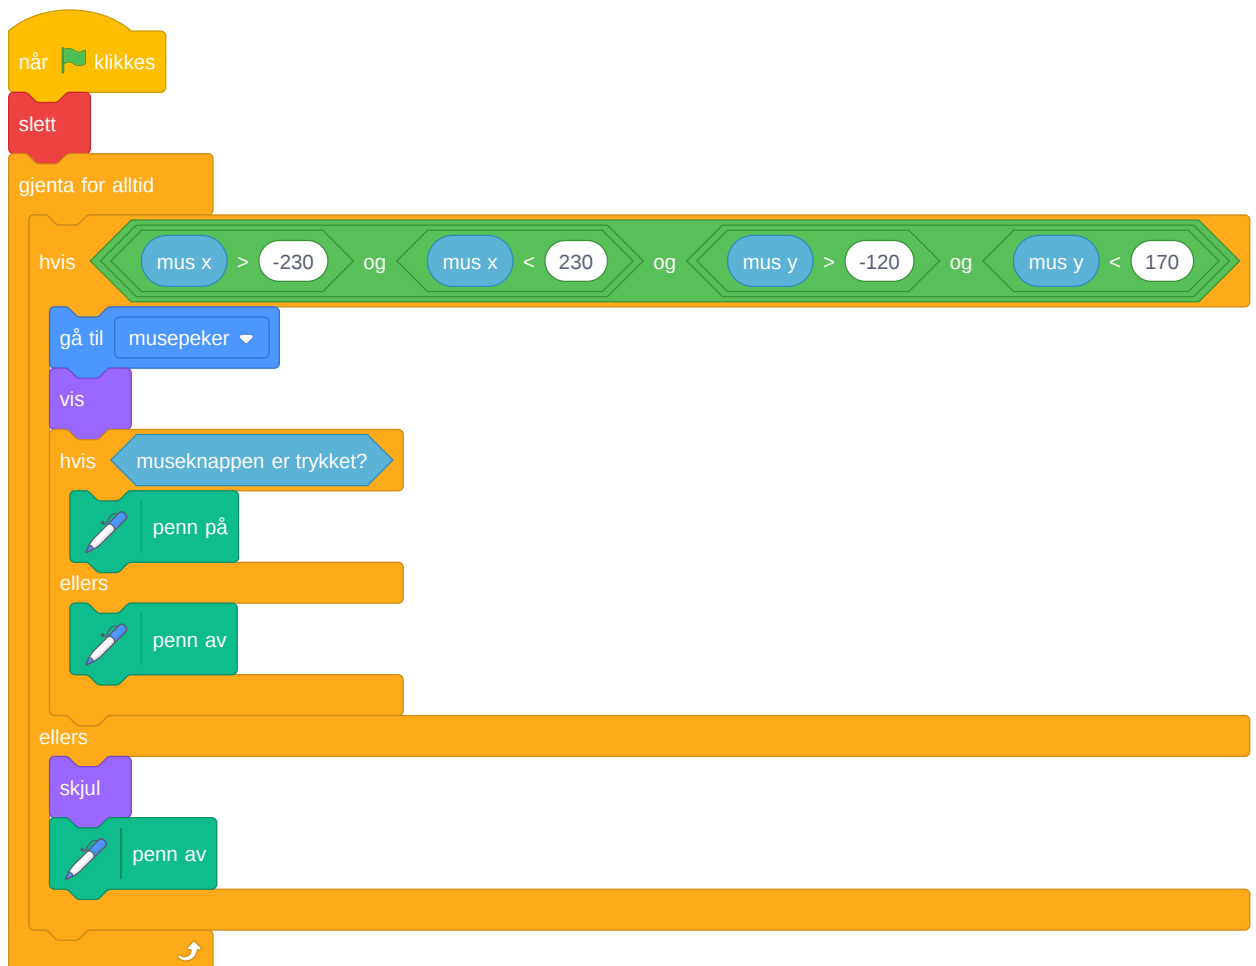 når klikkes
slett
gjenta for alltid
hvis mus x > -230 og mus x < 230 og mus y > -120 og mus y < 170
gå til musepeker
vis
hvis museknappen er trykket?
penn på
ellers
penn av
ellers
skjul
penn av